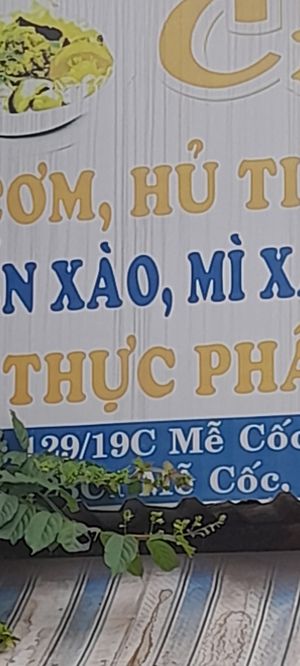 C
CƠM, HỦ TI
N XÀO, MÌ X
THỰC PHẨ
129/19C Mễ Cốc
Mễ Cốc,